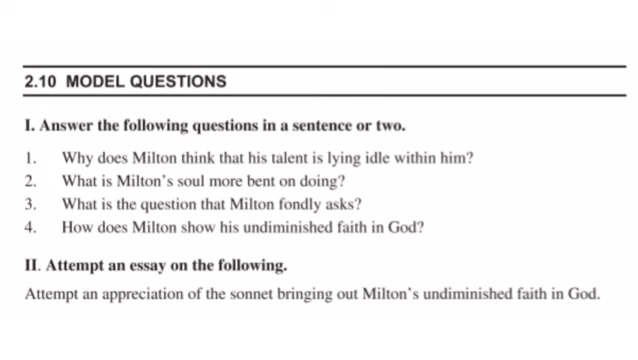 2.10 MODEL QUESTIONS
I. Answer the following questions in a sentence or two.
1. Why does Milton think that his talent is lying idle within him?
2. What is Milton's soul more bent on doing?
3. What is the question that Milton fondly asks?
4. How does Milton show his undiminished faith in God?
II. Attempt an essay on the following.
Attempt an appreciation of the sonnet bringing out Milton's undiminished faith in God.